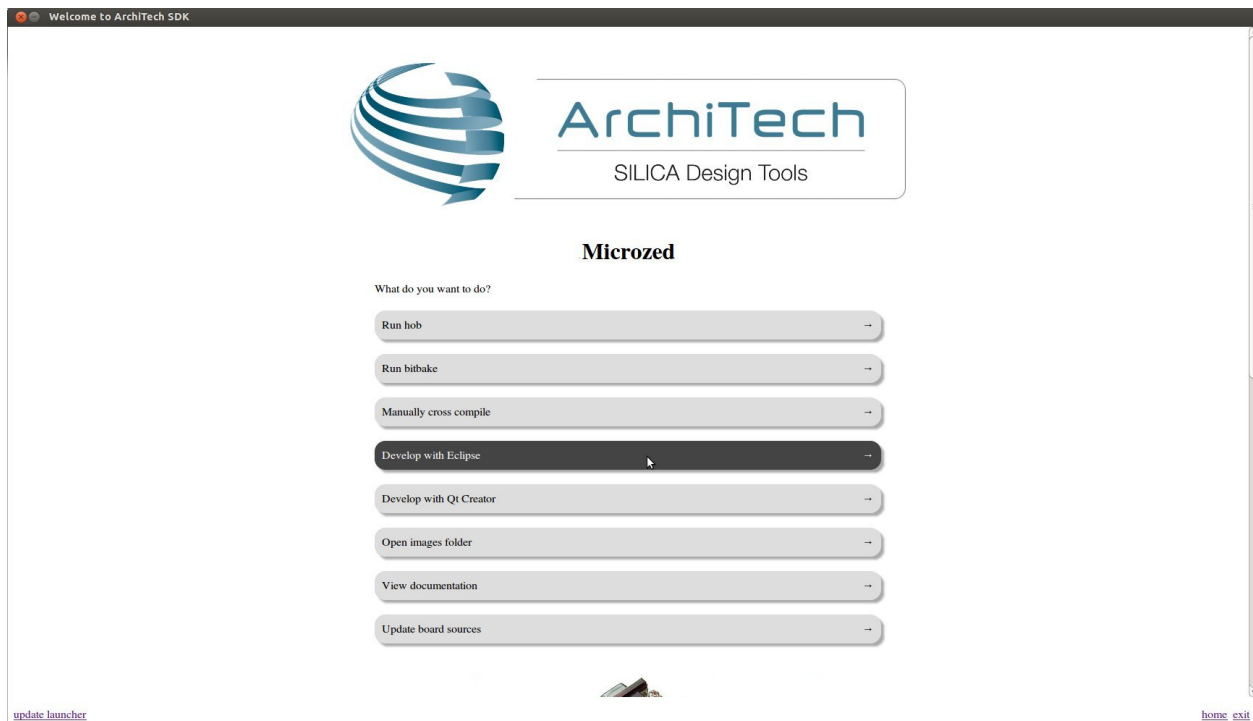 Welcome to ArchiTech SDK
ArchiTech
SILICA Design Tools
Microzed
What do you want to do?
Run hob →
Run bitbake →
Manually cross compile →
Develop with Eclipse →
Develop with Qt Creator →
Open images folder →
View documentation →
Update board sources →
update launcher home exit